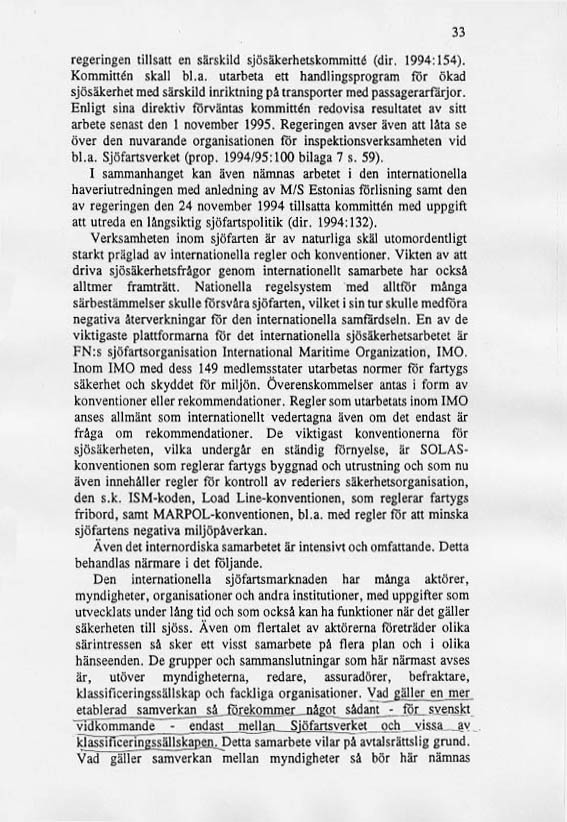 33
regeringen tillsatt en särskild sjösäkerhetskommitté (dir. 1994:154).
Kommittén skall bl.a. utarbeta ett handlingsprogram för ökad
sjösäkerhet med särskild inriktning på transporter med passagerarfärjor.
Enligt sina direktiv förväntas kommittén redovisa resultatet av sitt
arbete senast den 1 november 1995. Regeringen avser även att låta se
över den nuvarande organisationen för inspektionsverksamheten vid
bl.a. Sjöfartsverket (prop. 1994/95:100 bilaga 7 s. 59).
I sammanhanget kan även nämnas arbetet i den internationella
haveriutredningen med anledning av M/S Estonias förlisning samt den
av regeringen den 24 november 1994 tillsatta kommittén med uppgift
att utreda en långsiktig sjöfartspolitik (dir. 1994:132).
Verksamheten inom sjöfarten är av naturliga skäl utomordentligt
starkt präglad av internationella regler och konventioner. Vikten av att
driva sjösäkerhetsfrågor genom internationellt samarbete har också
alltmer framträtt. Nationella regelsystem med alltför många
särbestämmelser skulle försvåra sjöfarten, vilket i sin tur skulle medföra
negativa återverkningar för den internationella samfärdseln. En av de
viktigaste plattformarna för det internationella sjösäkerhetsarbetet är
FN:s sjöfartsorganisation International Maritime Organization, IMO.
Inom IMO med dess 149 medlemsstater utarbetas normer för fartygs
säkerhet och skyddet för miljön. Överenskommelser antas i form av
konventioner eller rekommendationer. Regler som utarbetats inom IMO
anses allmänt som internationellt vedertagna även om det endast är
fråga om rekommendationer. De viktigast konventionerna för
sjösäkerheten, vilka undergår en ständig förnyelse, är SOLAS-
konventionen som reglerar fartygs byggnad och utrustning och som nu
även innehåller regler för kontroll av rederiers säkerhetsorganisation,
den s.k. ISM-koden, Load Line-konventionen, som reglerar fartygs
fribord, samt MARPOL-konventionen, bl.a. med regler för att minska
sjöfartens negativa miljöpåverkan.
Även det internordiska samarbetet är intensivt och omfattande. Detta
behandlas närmare i det följande.
Den internationella sjöfartsmarknaden har många aktörer,
myndigheter, organisationer och andra institutioner, med uppgifter som
utvecklats under lång tid och som också kan ha funktioner när det gäller
säkerheten till sjöss. Även om flertalet av aktörerna företräder olika
särintressen så sker ett visst samarbete på flera plan och i olika
hänseenden. De grupper och sammanslutningar som här närmast avses
är, utöver myndigheterna, redare, assuradörer, befraktare,
klassificeringssällskap och fackliga organisationer. Vad gäller en mer
etablerad samverkan så förekommer något sådant - för svenskt
vidkommande - endast mellan Sjöfartsverket och vissa av
klassificeringssällskapen. Detta samarbete vilar på avtalsrättslig grund.
Vad gäller samverkan mellan myndigheter så bör här nämnas